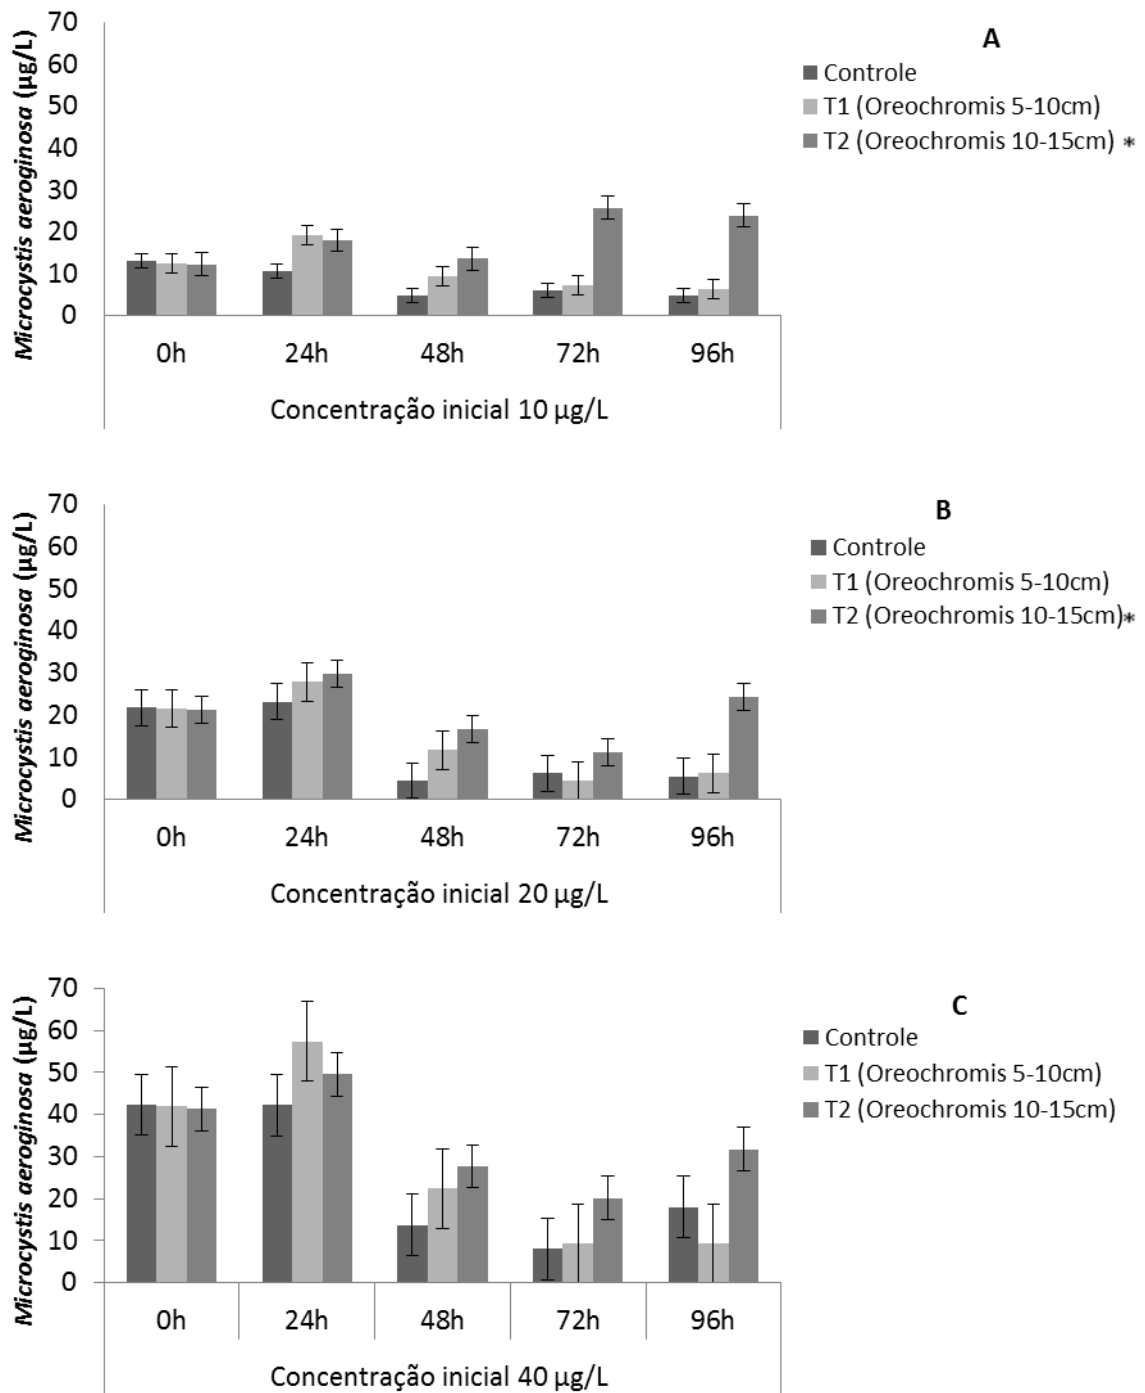 A
Microcystis aeroginosa (µg/L)
70
60
50
40
30
20
10
0
Controle
T1 (Oreochromis 5-10cm)
T2 (Oreochromis 10-15cm) *
0h 24h 48h 72h 96h
Concentração inicial 10 µg/L
B
Microcystis aeroginosa (µg/L)
70
60
50
40
30
20
10
0
Controle
T1 (Oreochromis 5-10cm)
T2 (Oreochromis 10-15cm)*
0h 24h 48h 72h 96h
Concentração inicial 20 µg/L
C
Microcystis aeroginosa (µg/L)
70
60
50
40
30
20
10
0
Controle
T1 (Oreochromis 5-10cm)
T2 (Oreochromis 10-15cm)
0h 24h 48h 72h 96h
Concentração inicial 40 µg/L